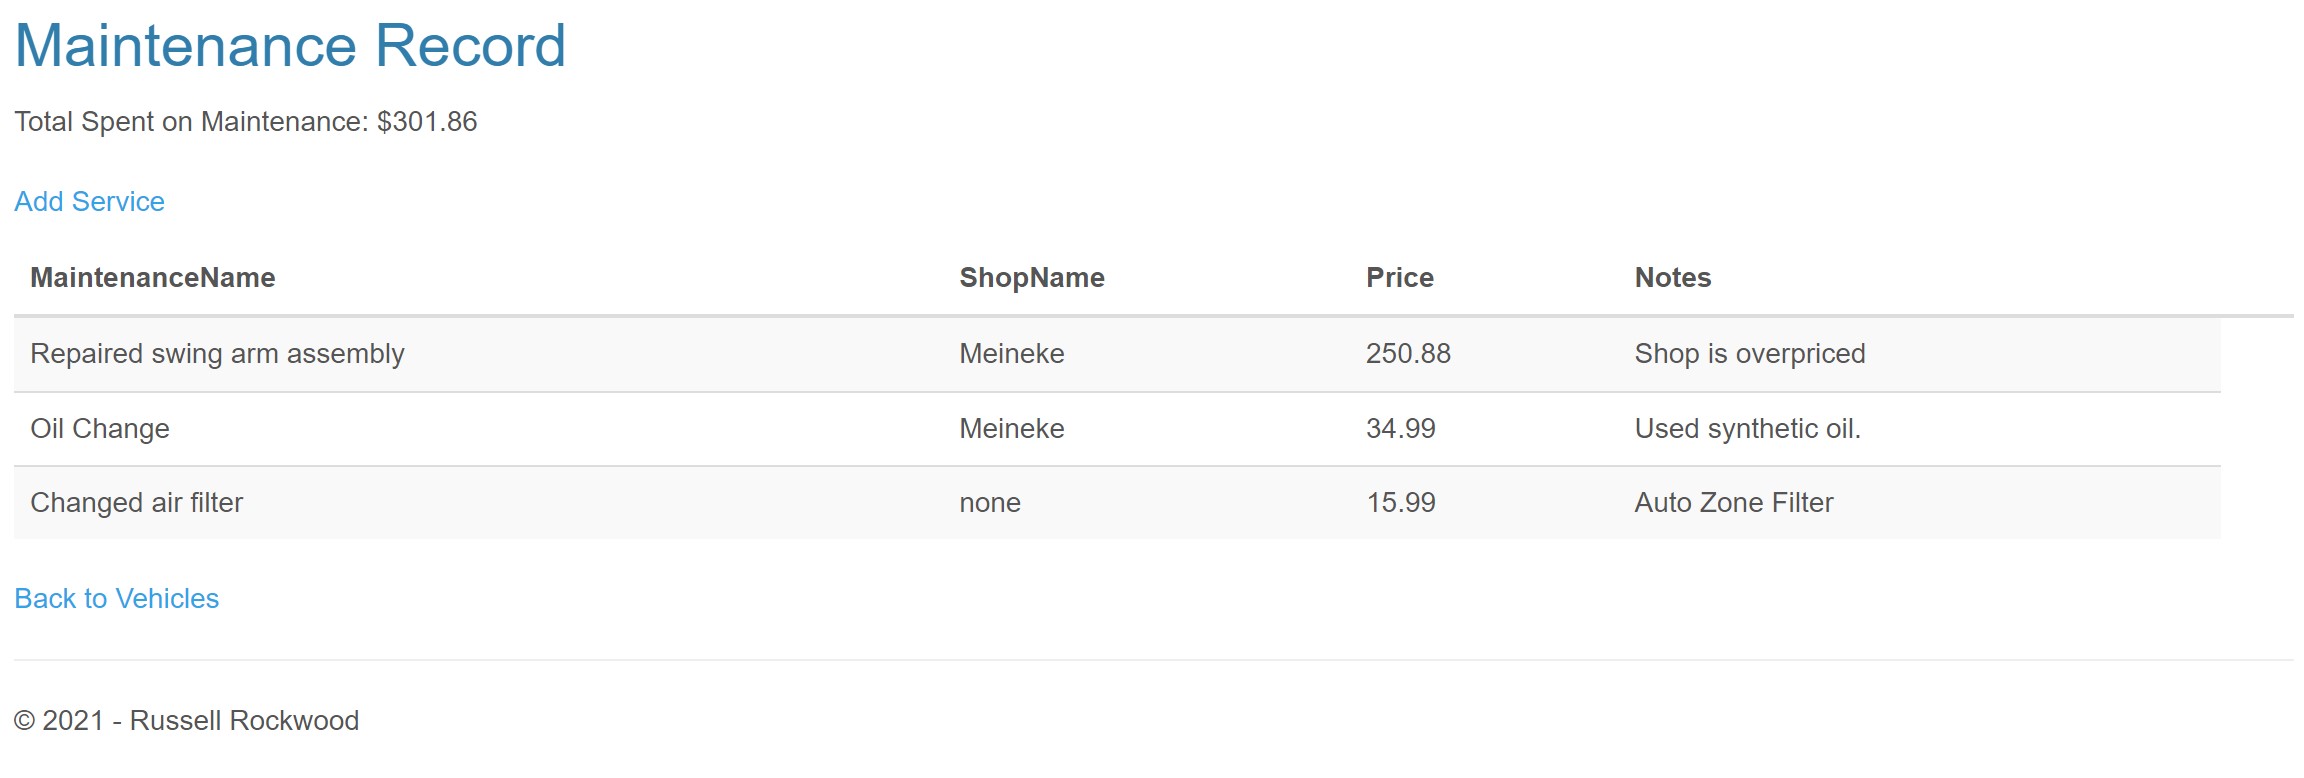 Maintenance Record
Total Spent on Maintenance: $301.86
Add Service
MaintenanceName ShopName Price Notes
Repaired swing arm assembly Meineke 250.88 Shop is overpriced
Oil Change Meineke 34.99 Used synthetic oil.
Changed air filter none 15.99 Auto Zone Filter
Back to Vehicles
© 2021 - Russell Rockwood